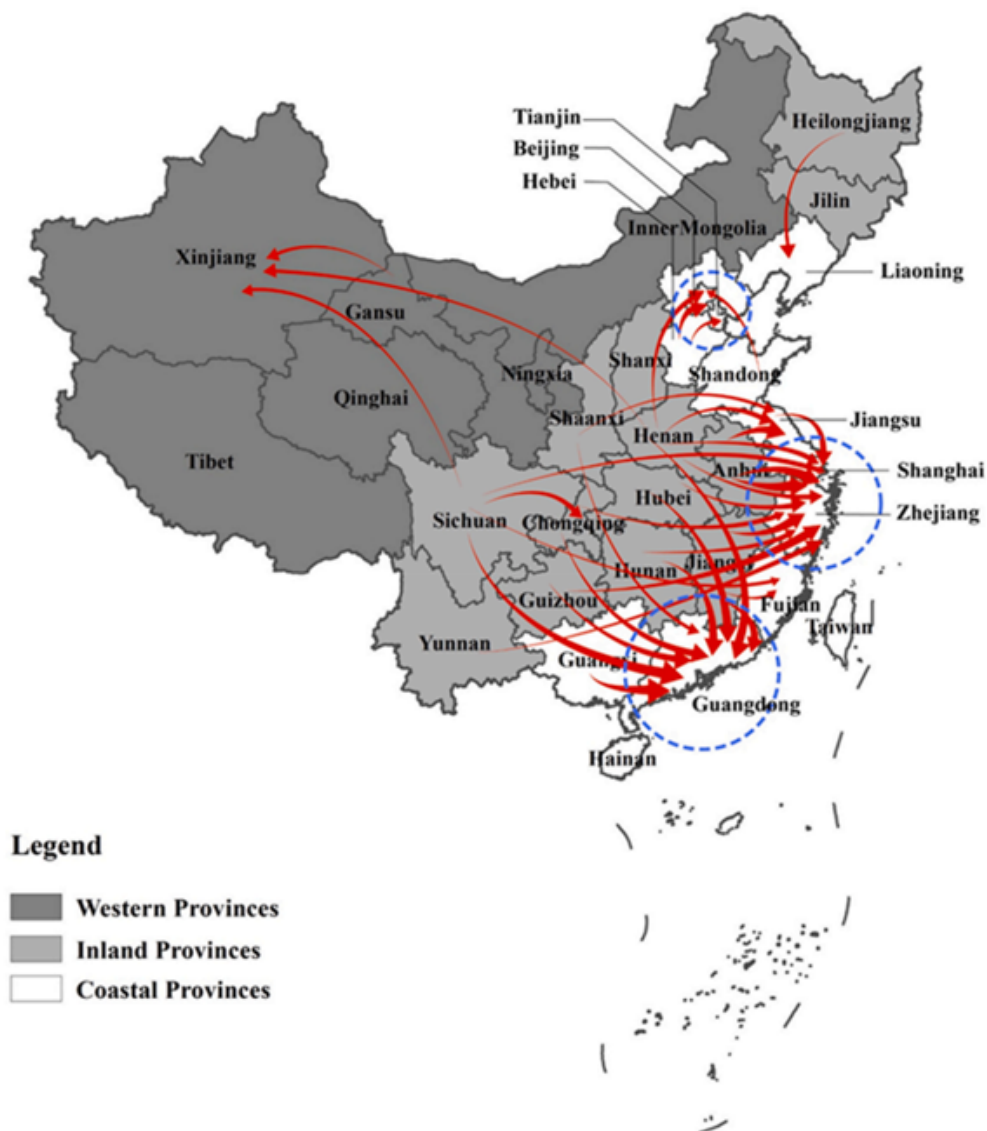 Tianjin
Heilongjiang
Beijing
Hebei
Jilin
InnerMongolia
Xinjiang
Liaoning
Gansu
Shanxi
Ningxia
Shandong
Qinghai
Shaanxi
Jiangsu
Henan
Tibet
Anhui
Shanghai
Hubei
Sichuan
Chongqing
Zhejiang
Jiangxi
Hunan
Guizhou
Fujian
Taiwan
Yunnan
Guangxi
Guangdong
Hainan
Legend
Western Provinces
Inland Provinces
Coastal Provinces